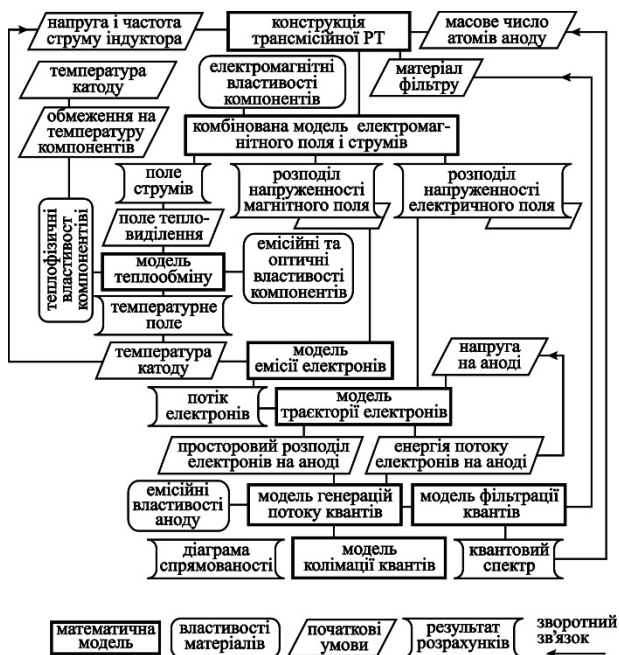 напруга і частота
струму індуктора
конструкція
трансмісійної РТ
масове число
атомів аноду
температура
катоду
електромагнітні
властивості
компонентів
матеріал
фільтру
обмеження на
температуру
компонентів
комбінована модель електромаг-
нітного поля і струмів
поле
струмів
розподіл
напруженності
магнітного поля
розподіл
напруженності
електричного поля
теплофізичні
властивост
компонентіві
поле тепло-
виділення
модель
теплообміну
емісійні та
оптичні
властивості
компонентів
температурне
поле
температура
катоду
модель
емісії електронів
напруга
на аноді
потік
електронів
модель
траєкторії електронів
просторовий розподіл
електронів на аноді
енергія потоку
електронів на аноді
емісійні
властивості
аноду
модель генерацій
потоку квантів
модель фільтрації
квантів
діаграма
спрямованості
модель
колімації квантів
квантовий
спектр
математична
модель
властивості
матеріалів
початкові
умови
результат
розрахунків
зворотний
зв'язок